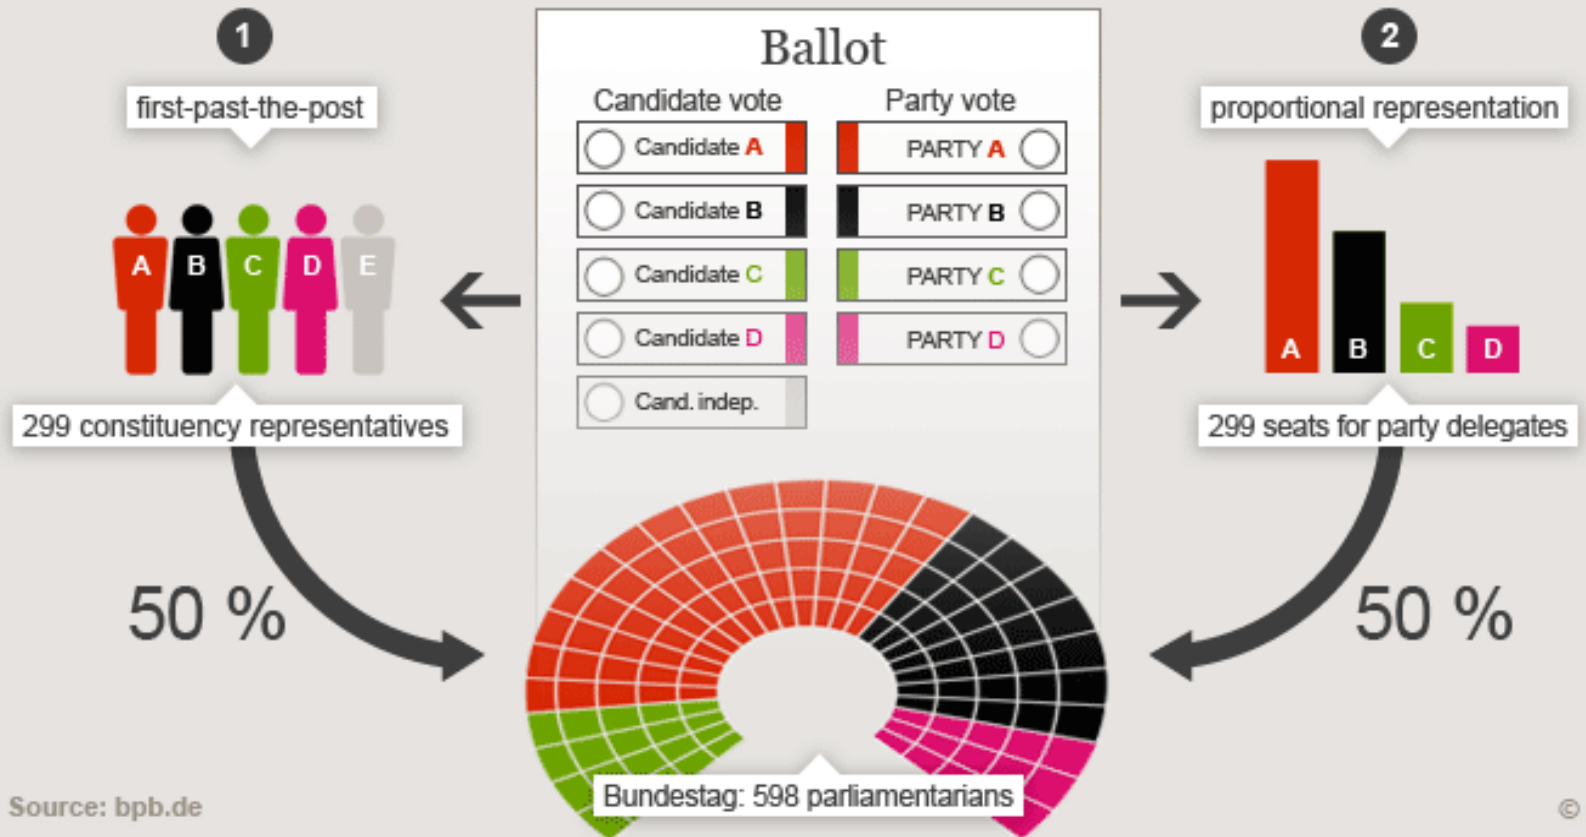 1
first-past-the-post
A B C D E
299 constituency representatives
50 %
Ballot
Candidate vote
Candidate A
Candidate B
Candidate C
Candidate D
Cand. indep.
Party vote
PARTY A
PARTY B
PARTY C
PARTY D
2
proportional representation
A B C D
299 seats for party delegates
50 %
Bundestag: 598 parliamentarians
Source: bpb.de
©